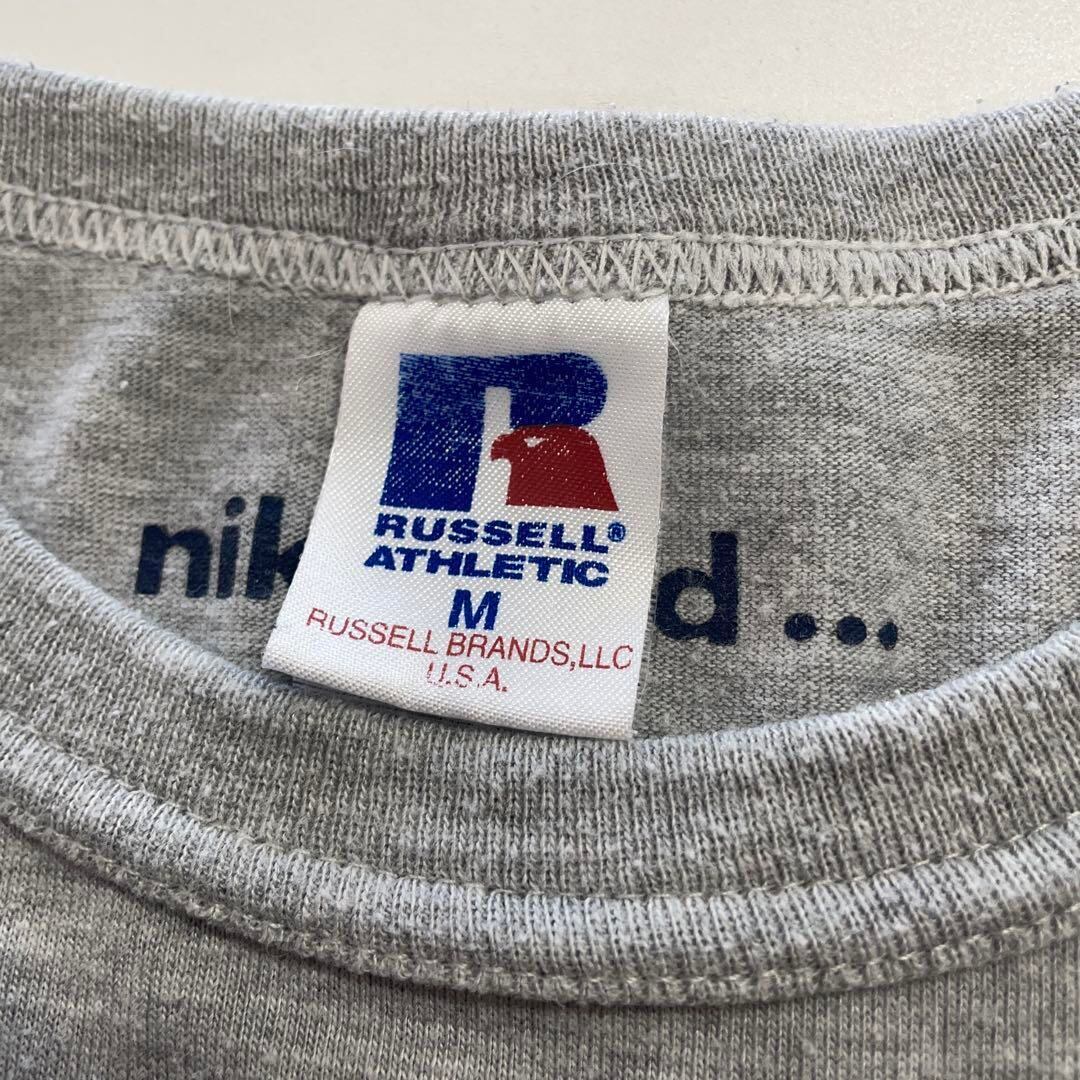 RUSSELL®
ATHLETIC
M
RUSSELL BRANDS,LLC
U.S.A.